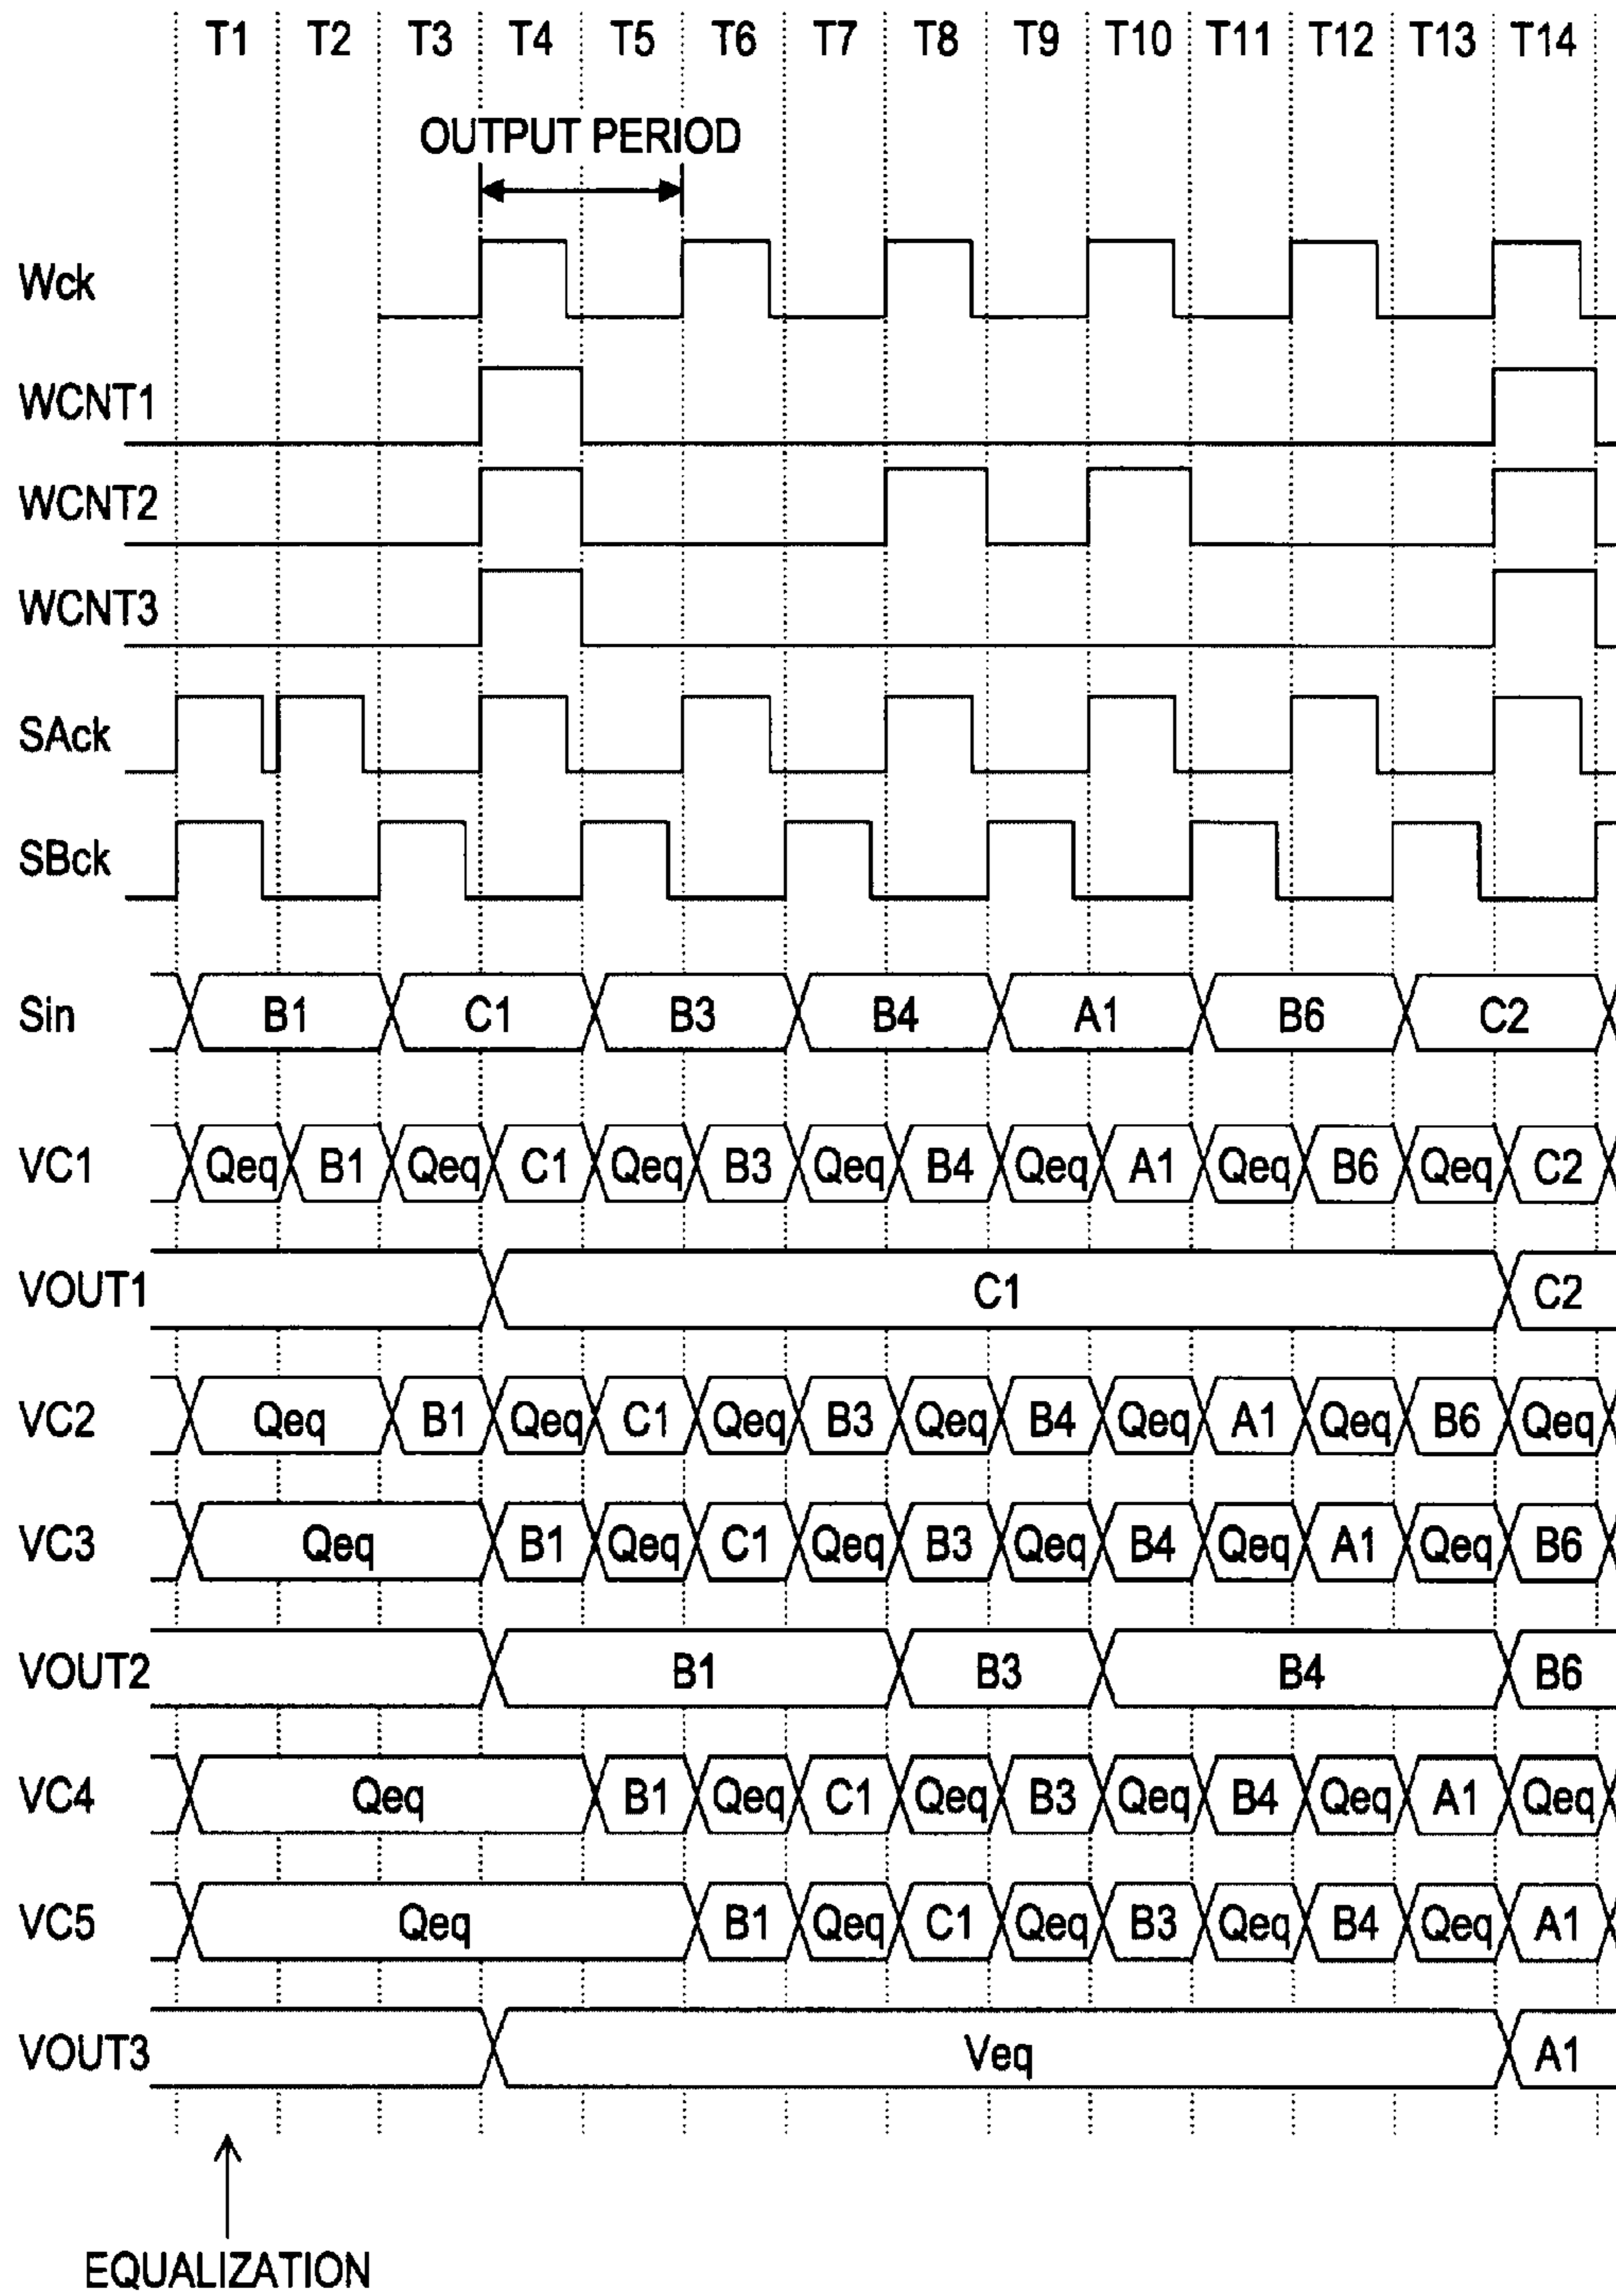 T1 T2 T3 T4 T5 T6 T7 T8 T9 T10 T11 T12 T13 T14
OUTPUT PERIOD
Wck
WCNT1
WCNT2
WCNT3
SAck
SBck
Sin B1 C1 B3 B4 A1 B6 C2
VC1 Qeq B1 Qeq C1 Qeq B3 Qeq B4 Qeq A1 Qeq B6 Qeq C2
VOUT1 C1 C2
VC2 Qeq B1 Qeq C1 Qeq B3 Qeq B4 Qeq A1 Qeq B6 Qeq
VC3 Qeq B1 Qeq C1 Qeq B3 Qeq B4 Qeq A1 Qeq B6
VOUT2 B1 B3 B4 B6
VC4 Qeq B1 Qeq C1 Qeq B3 Qeq B4 Qeq A1 Qeq
VC5 Qeq B1 Qeq C1 Qeq B3 Qeq B4 Qeq A1
VOUT3 Veq A1
EQUALIZATION